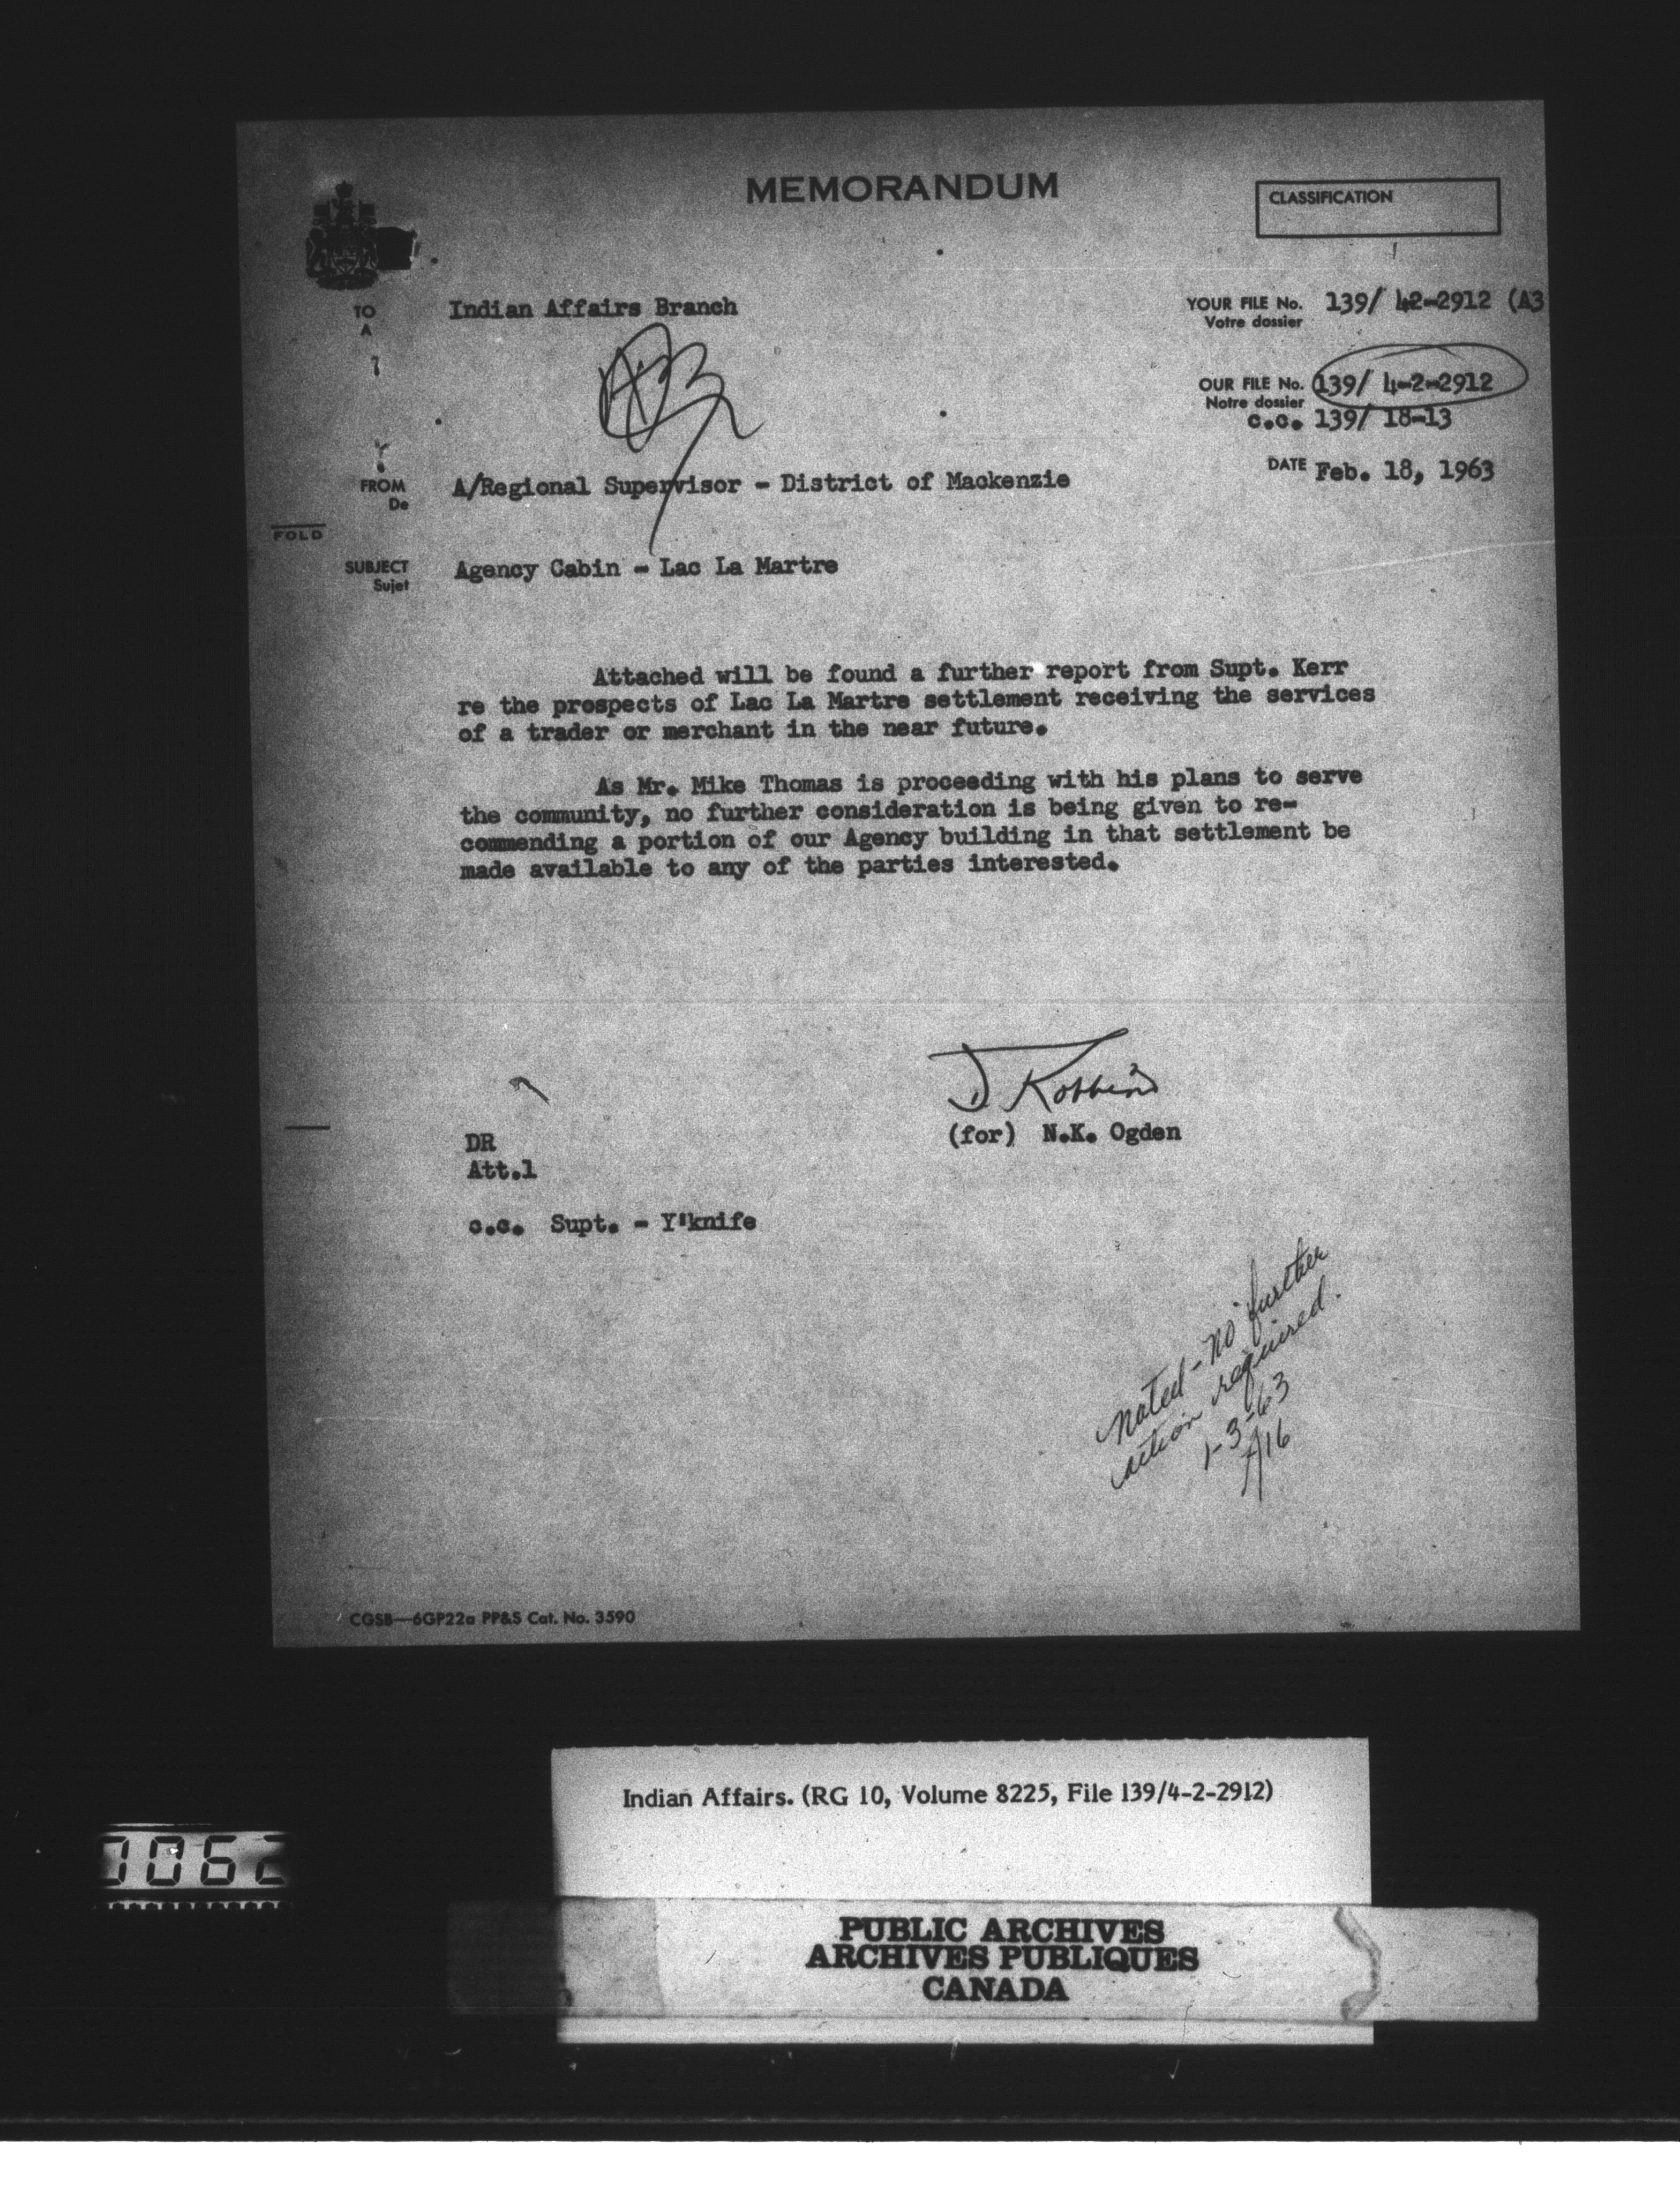 MEMORANDUM
CLASSIFICATION
TO
A
Indian Affairs Branch
YOUR FILE No. 139/ 42-2912 (A3
Votre dossier
OUR FILE No. 139/ 4-2-2912
Notre dossier
c.c. 139/ 18-13
DATE Feb. 18, 1963
FROM
De
A/Regional Supervisor - District of Mackenzie
FOLD
SUBJECT
Sujet
Agency Cabin - Lac La Martre
Attached will be found a further report from Supt. Kerr
re the prospects of Lac La Martre settlement receiving the services
of a trader or merchant in the near future.
As Mr. Mike Thomas is proceeding with his plans to serve
the community, no further consideration is being given to re-
commending a portion of our Agency building in that settlement be
made available to any of the parties interested.
D Robbins
(for) N.K. Ogden
DR
Att.1
c.c. Supt. - Y'knife
Noted - no further
action required.
1-3-63
A16
CGSB—6GP22a PP&S Cat. No. 3590
Indian Affairs. (RG 10, Volume 8225, File 139/4-2-2912)
PUBLIC ARCHIVES
ARCHIVES PUBLIQUES
CANADA